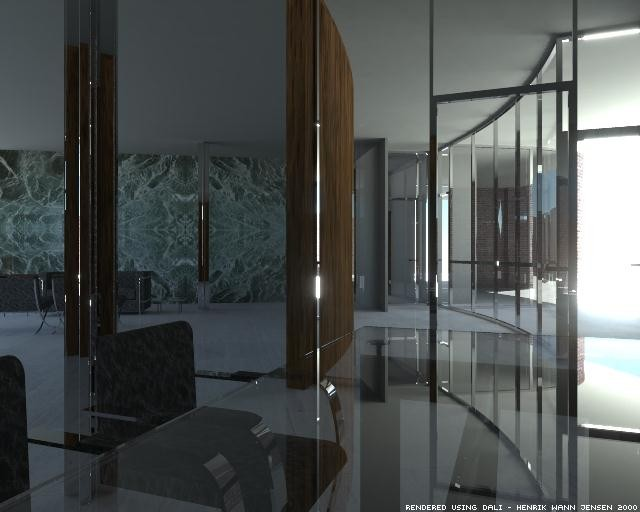 RENDERED USING DALI - HENRIK WANN JENSEN 2000